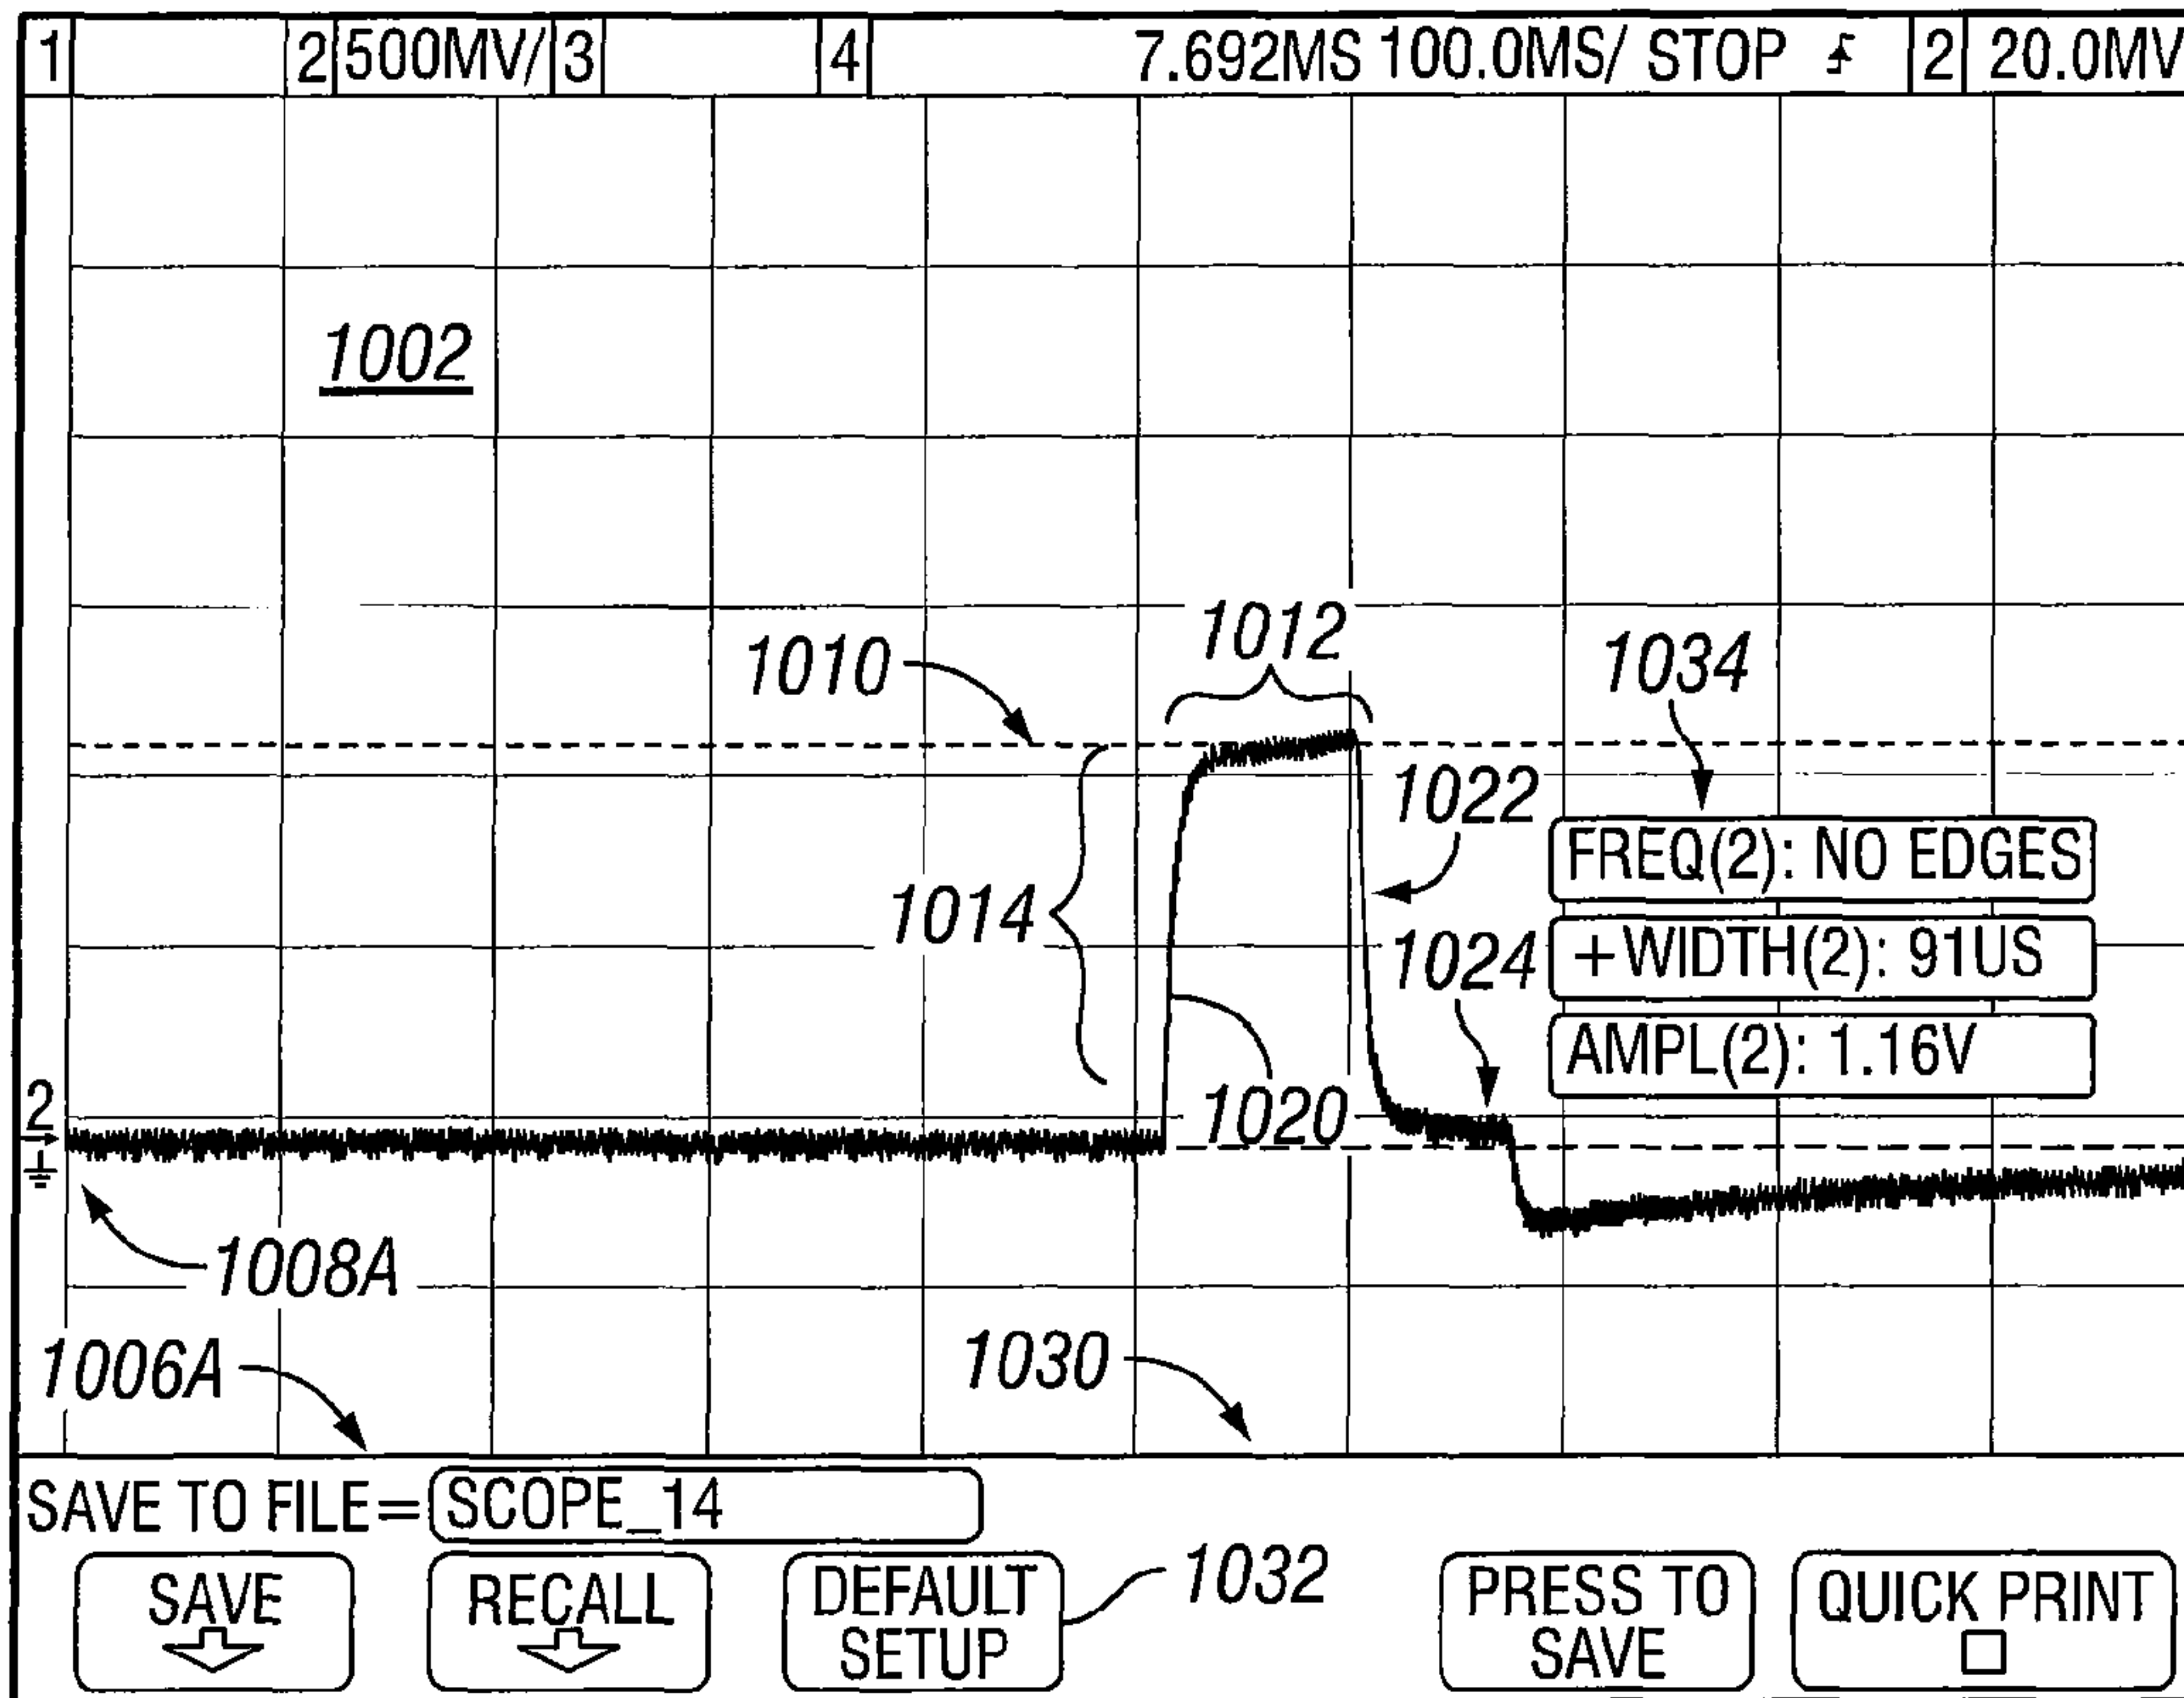 1 2 500MV/ 3 4 7.692MS 100.0MS/ STOP 2 20.0MV
1002
1012
1010
1034
1022
FREQ(2): NO EDGES
1014
1024
+WIDTH(2): 91US
AMPL(2): 1.16V
2
1020
1008A
1006A
1030
SAVE TO FILE= SCOPE_14
SAVE
RECALL
DEFAULT
SETUP
1032
PRESS TO
SAVE
QUICK PRINT